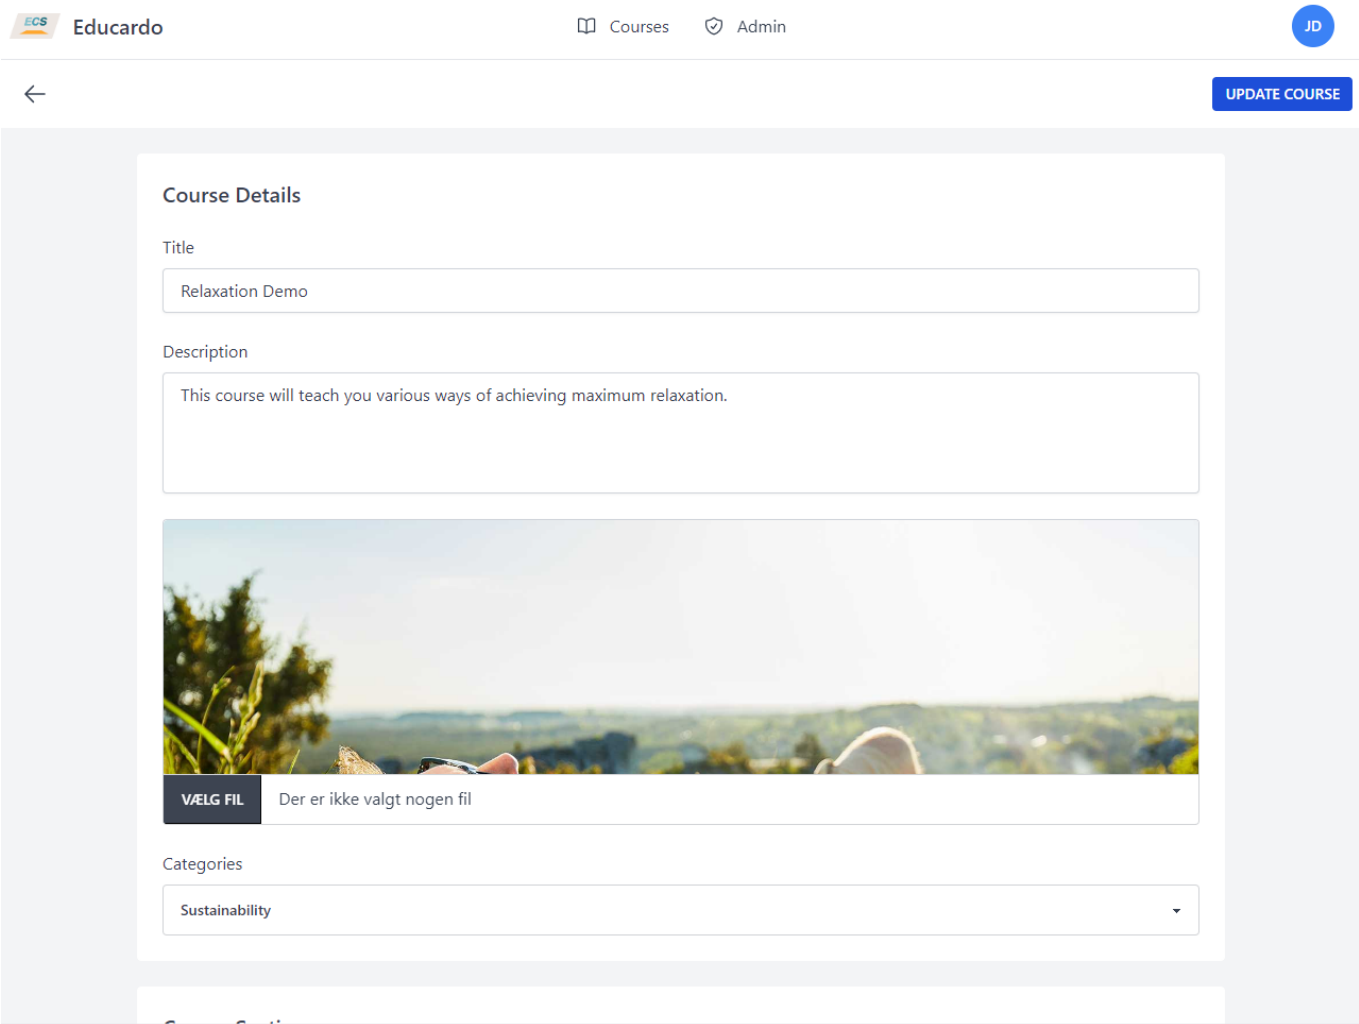 ECS
Educardo
Courses
Admin
JD
UPDATE COURSE
Course Details
Title
Relaxation Demo
Description
This course will teach you various ways of achieving maximum relaxation.
VÆLG FIL
Der er ikke valgt nogen fil
Categories
Sustainability